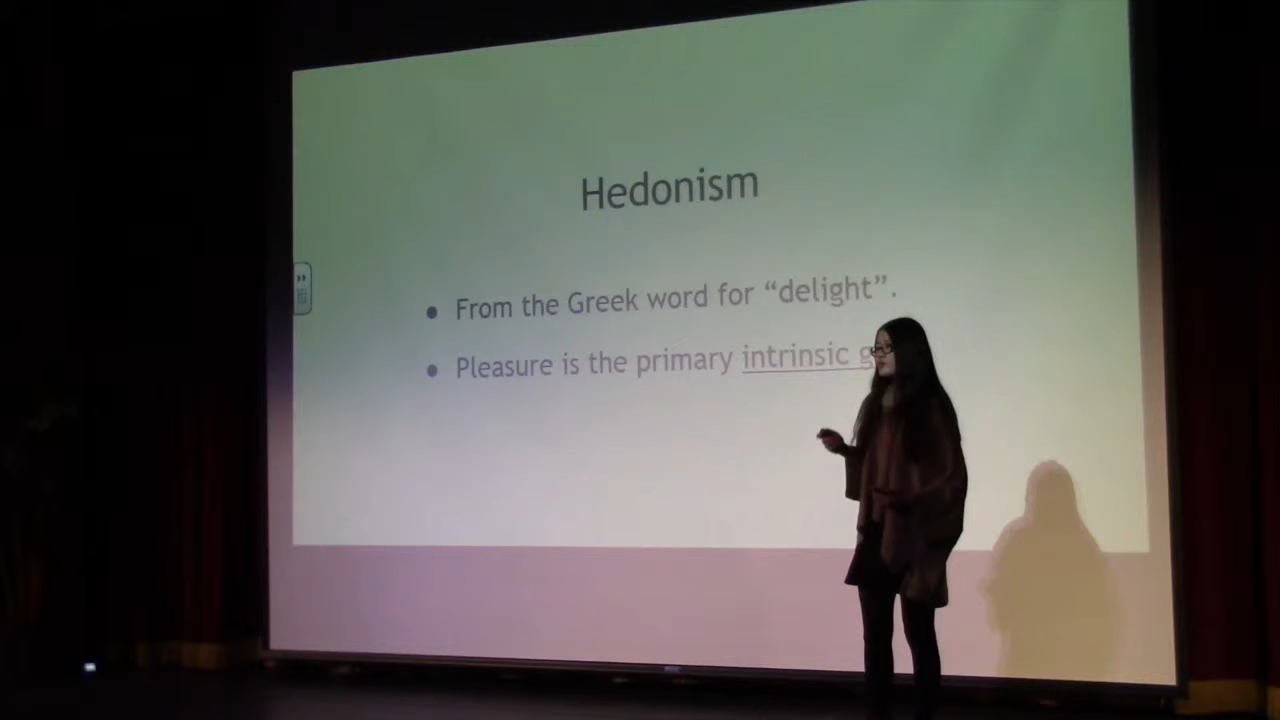 Hedonism
● From the Greek word for “delight”.
● Pleasure is the primary intrinsic